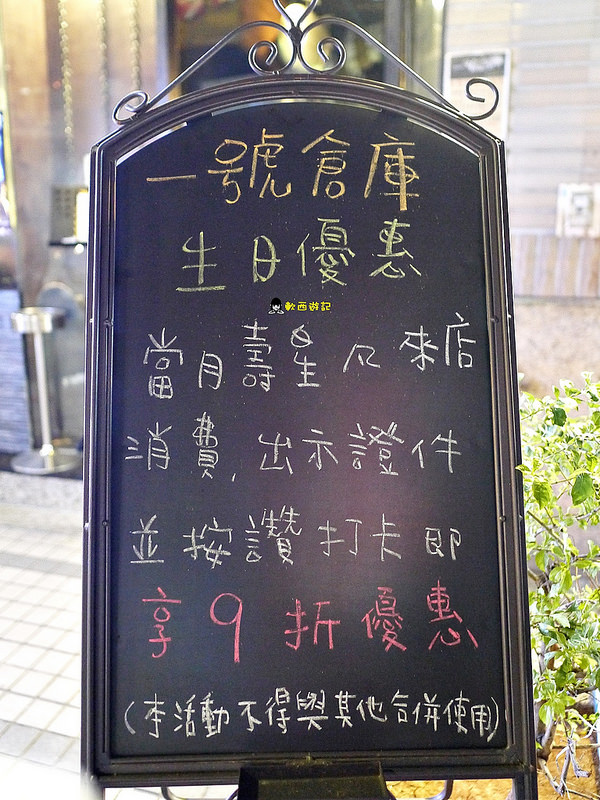 一號倉庫
生日優惠
軟西遊記
當月壽星凡來店
消費,出示證件
並按讚打卡即
享9折優惠
(本活動不得與其他合併使用)